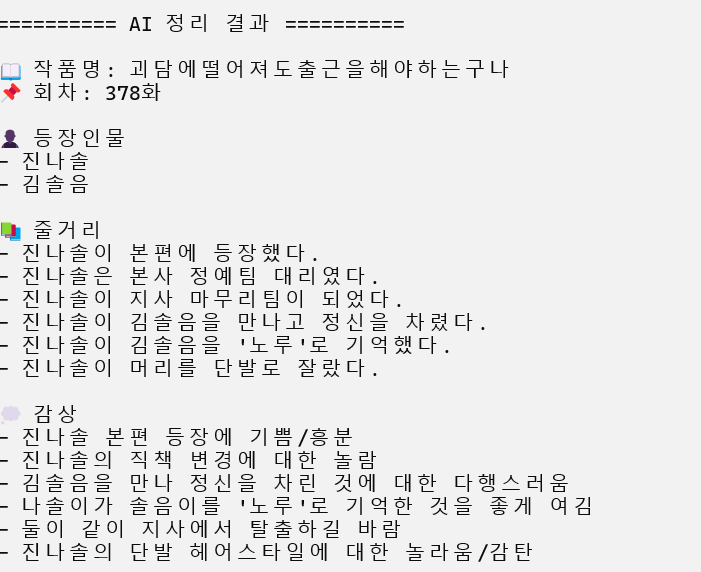 ========== AI 정리 결과 ==========
📖 작품명: 괴담에떨어져도출근을해야하는구나
📌 회차: 378화
👤 등장인물
- 진나솔
- 김솔음
📚 줄거리
- 진나솔이 본편에 등장했다.
- 진나솔은 본사 정예팀 대리였다.
- 진나솔이 지사 마무리팀이 되었다.
- 진나솔이 김솔음을 만나고 정신을 차렸다.
- 진나솔이 김솔음을 '노루'로 기억했다.
- 진나솔이 머리를 단발로 잘랐다.
💭 감상
- 진나솔 본편 등장에 기쁨/흥분
- 진나솔의 직책 변경에 대한 놀람
- 김솔음을 만나 정신을 차린 것에 대한 다행스러움
- 나솔이가 솔음이를 '노루'로 기억한 것을 좋게 여김
- 둘이 같이 지사에서 탈출하길 바람
- 진나솔의 단발 헤어스타일에 대한 놀라움/감탄